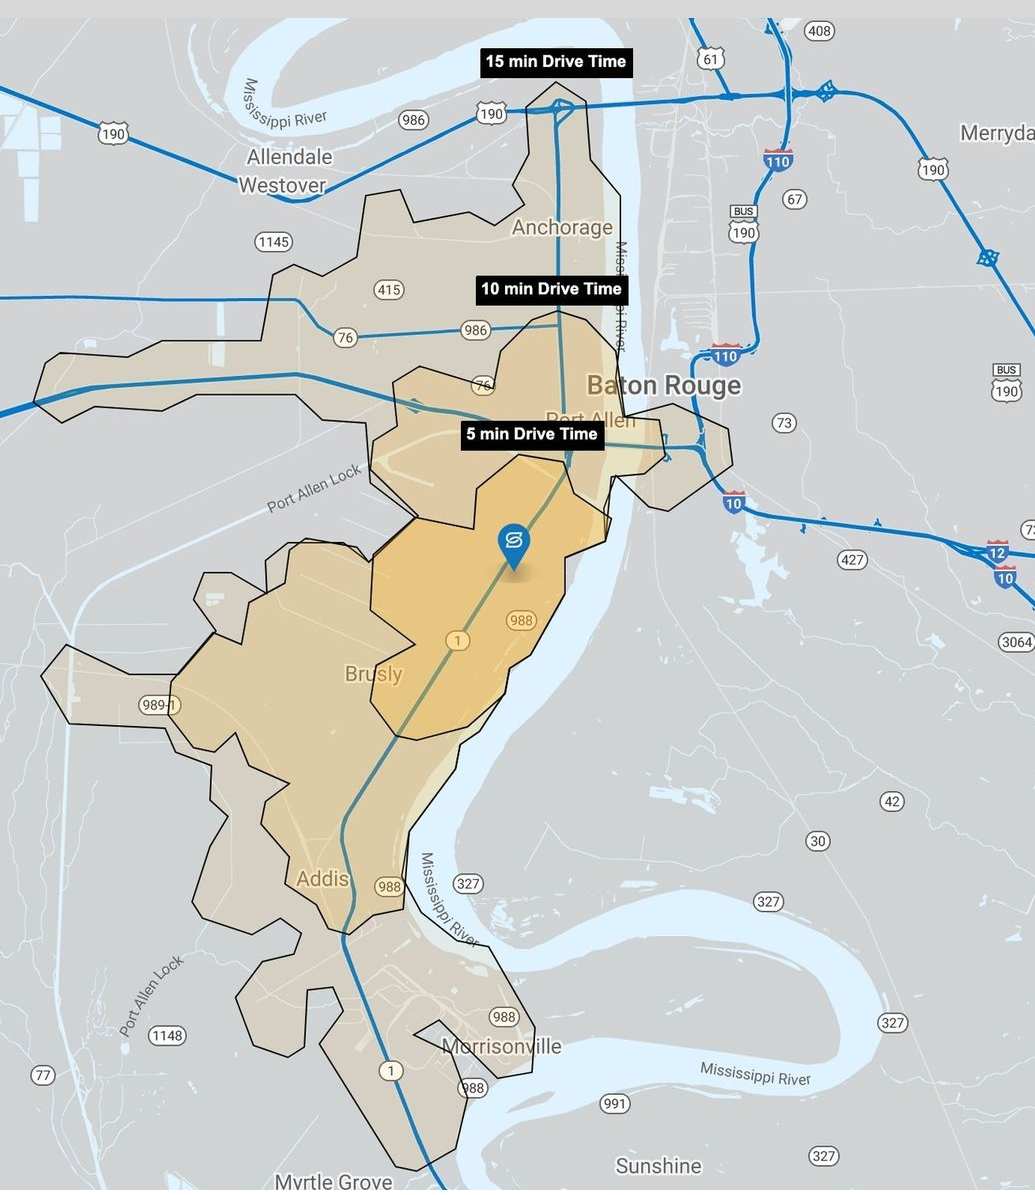 408
61
15 min Drive Time
Mississippi River
190
986
190
Merryda
Allendale
Westover
110
190
67
BUS
190
Anchorage
1145
Mississippi River
415
10 min Drive Time
76
986
110
BUS
190
76
Baton Rouge
Port Allen
73
5 min Drive Time
Port Allen Lock
10
73
12
427
10
988
1
3064
Brusly
989-1
42
30
Addis
988
327
327
Mississippi River
Port Allen Lock
988
327
1148
Morrisonville
1
77
988
Mississippi River
991
327
Sunshine
Myrtle Grove